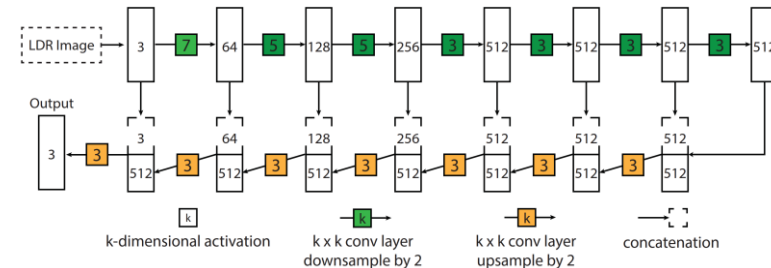 LDR Image
3 7 64 5 128 5 256 3 512 3 512 3 512 3 512
Output
3 64 128 256 512 512 512
3 3 3 3 3 3 3 3
512 512 512 512 512 512 512
k k k
k-dimensional activation
k x k conv layer
downsample by 2
k x k conv layer
upsample by 2
concatenation